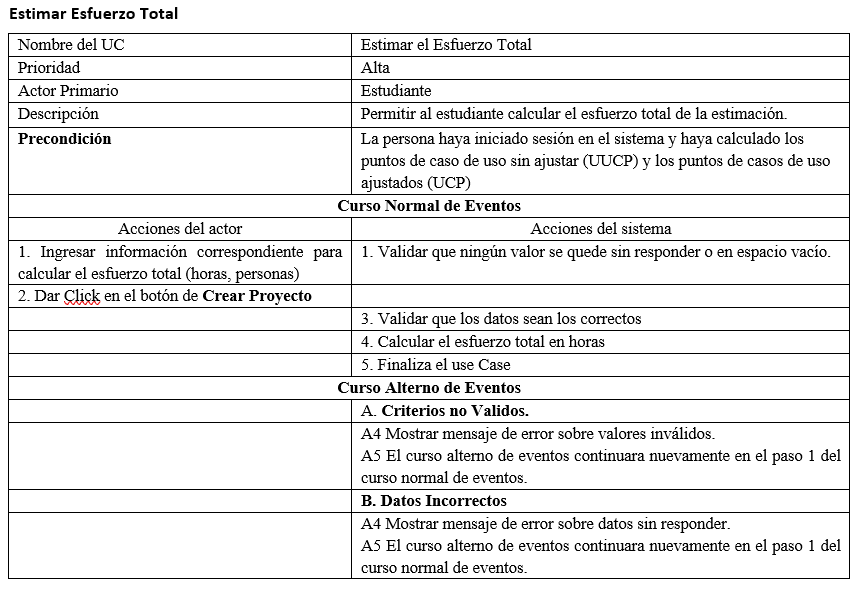 Estimar Esfuerzo Total
Nombre del UC
Estimar el Esfuerzo Total
Prioridad
Alta
Actor Primario
Estudiante
Descripción
Permitir al estudiante calcular el esfuerzo total de la estimación.
Precondición
La persona haya iniciado sesión en el sistema y haya calculado los
puntos de caso de uso sin ajustar (UUCP) y los puntos de casos de uso
ajustados (UCP)
Curso Normal de Eventos
Acciones del actor
Acciones del sistema
1. Ingresar información correspondiente para
calcular el esfuerzo total (horas, personas)
1. Validar que ningún valor se quede sin responder o en espacio vacío.
2. Dar Click en el botón de Crear Proyecto
3. Validar que los datos sean los correctos
4. Calcular el esfuerzo total en horas
5. Finaliza el use Case
Curso Alterno de Eventos
A. Criterios no Validos.
A4 Mostrar mensaje de error sobre valores inválidos.
A5 El curso alterno de eventos continuara nuevamente en el paso 1 del
curso normal de eventos.
B. Datos Incorrectos
A4 Mostrar mensaje de error sobre datos sin responder.
A5 El curso alterno de eventos continuara nuevamente en el paso 1 del
curso normal de eventos.